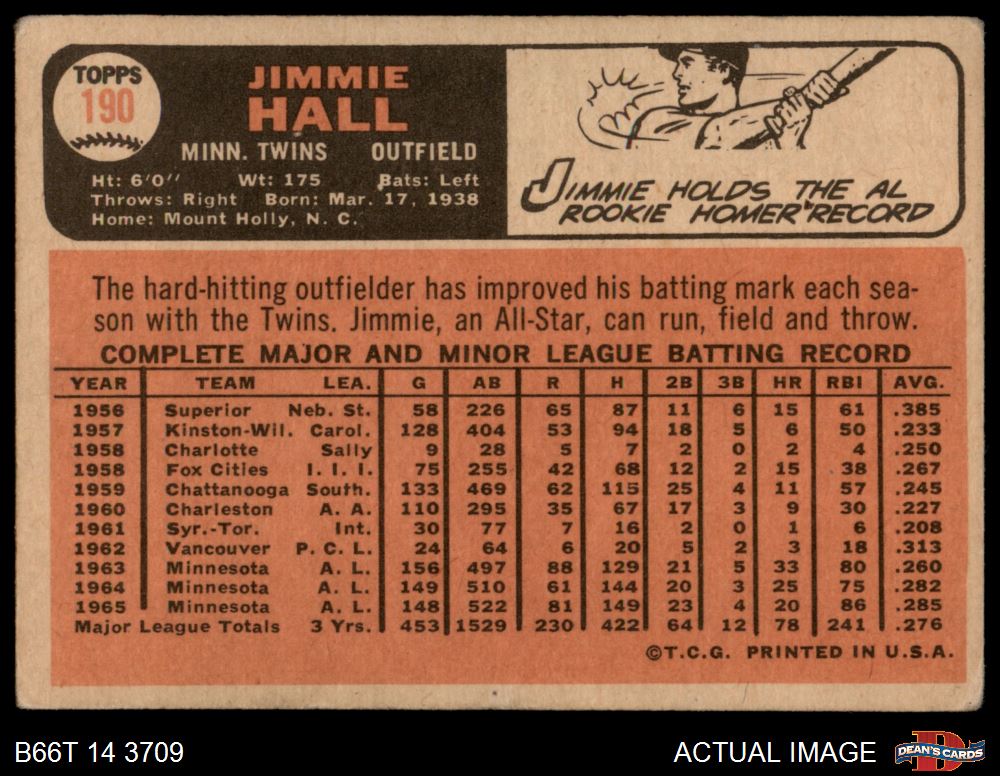 TOPPS
190
JIMMIE
HALL
MINN. TWINS OUTFIELD
Ht: 6'0'' Wt: 175 Bats: Left
Throws: Right Born: Mar. 17, 1938
Home: Mount Holly, N. C.
JIMMIE HOLDS THE AL
ROOKIE HOMER RECORD
The hard-hitting outfielder has improved his batting mark each sea-
son with the Twins. Jimmie, an All-Star, can run, field and throw.
COMPLETE MAJOR AND MINOR LEAGUE BATTING RECORD
YEAR TEAM LEA. G AB R H 2B 3B HR RBI AVG.
1956 Superior Neb. St. 58 226 65 87 11 6 15 61 .385
1957 Kinston-Wil. Carol. 128 404 53 94 18 5 6 50 .233
1958 Charlotte Sally 9 28 5 7 2 0 2 4 .250
1958 Fox Cities I. I. I. 75 255 42 68 12 2 15 38 .267
1959 Chattanooga South. 133 469 62 115 25 4 11 57 .245
1960 Charleston A. A. 110 295 35 67 17 3 9 30 .227
1961 Syr.-Tor. Int. 30 77 7 16 2 0 1 6 .208
1962 Vancouver P. C. L. 24 64 6 20 5 2 3 18 .313
1963 Minnesota A. L. 156 497 88 129 21 5 33 80 .260
1964 Minnesota A. L. 149 510 61 144 20 3 25 75 .282
1965 Minnesota A. L. 148 522 81 149 23 4 20 86 .285
Major League Totals 3 Yrs. 453 1529 230 422 64 12 78 241 .276
©T.C.G. PRINTED IN U.S.A.
B66T 14 3709
ACTUAL IMAGE
DEAN'S CARDS